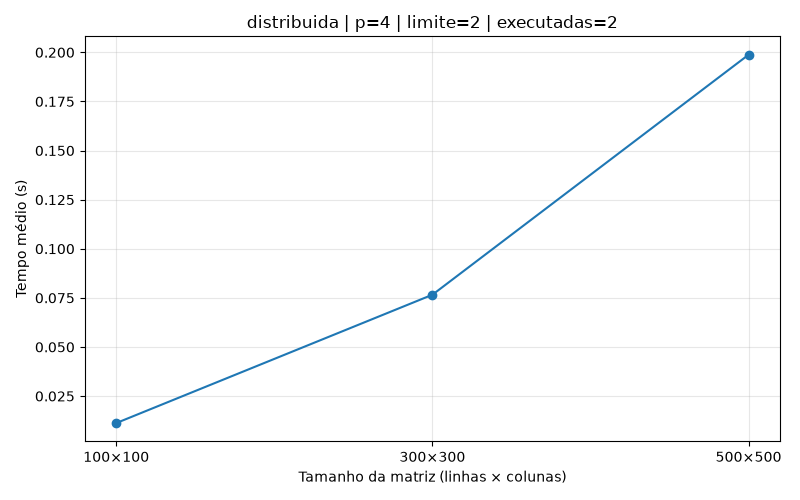 distribuida | p=4 | limite=2 | executadas=2
Tempo médio (s)
0.200
0.175
0.150
0.125
0.100
0.075
0.050
0.025
100×100 300×300 500×500
Tamanho da matriz (linhas × colunas)